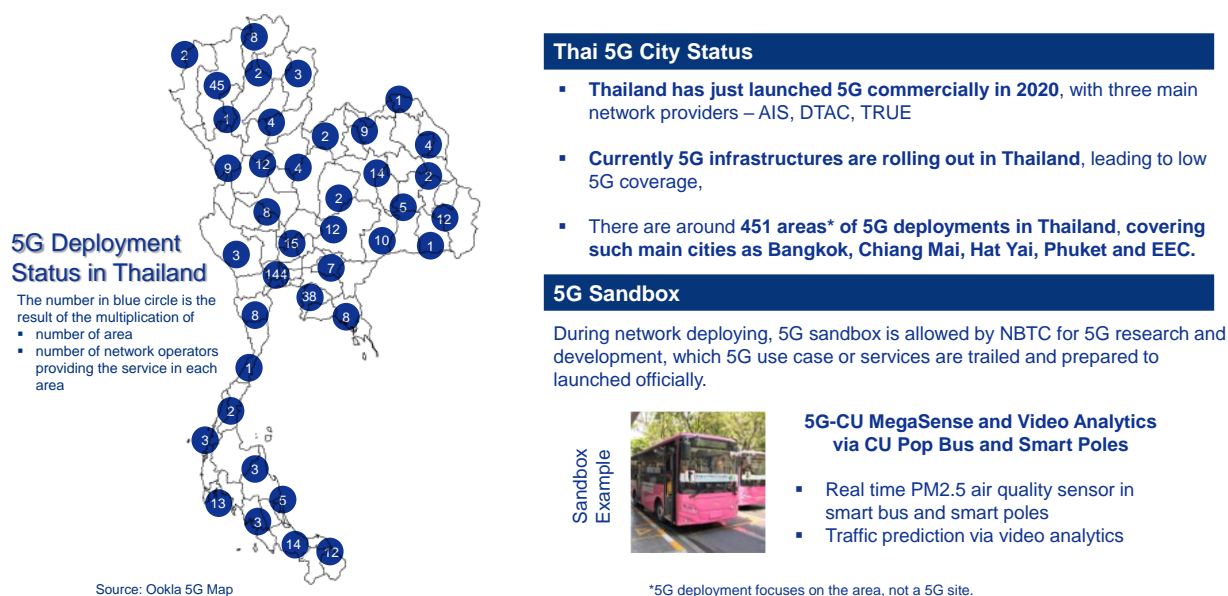 8
2
2
3
45
1
1
4
2
9
4
9
12
4
14
2
2
5
8
12
12
15
10
1
3
144
7
38
8
8
1
2
3
3
13
5
3
14
12
5G Deployment
Status in Thailand
The number in blue circle is the
result of the multiplication of
▪ number of area
▪ number of network operators
providing the service in each
area
Source: Ookla 5G Map
Thai 5G City Status
▪ Thailand has just launched 5G commercially in 2020, with three main
network providers – AIS, DTAC, TRUE
▪ Currently 5G infrastructures are rolling out in Thailand, leading to low
5G coverage,
▪ There are around 451 areas* of 5G deployments in Thailand, covering
such main cities as Bangkok, Chiang Mai, Hat Yai, Phuket and EEC.
5G Sandbox
During network deploying, 5G sandbox is allowed by NBTC for 5G research and
development, which 5G use case or services are trailed and prepared to
launched officially.
Sandbox
Example
5G-CU MegaSense and Video Analytics
via CU Pop Bus and Smart Poles
▪ Real time PM2.5 air quality sensor in
smart bus and smart poles
▪ Traffic prediction via video analytics
*5G deployment focuses on the area, not a 5G site.